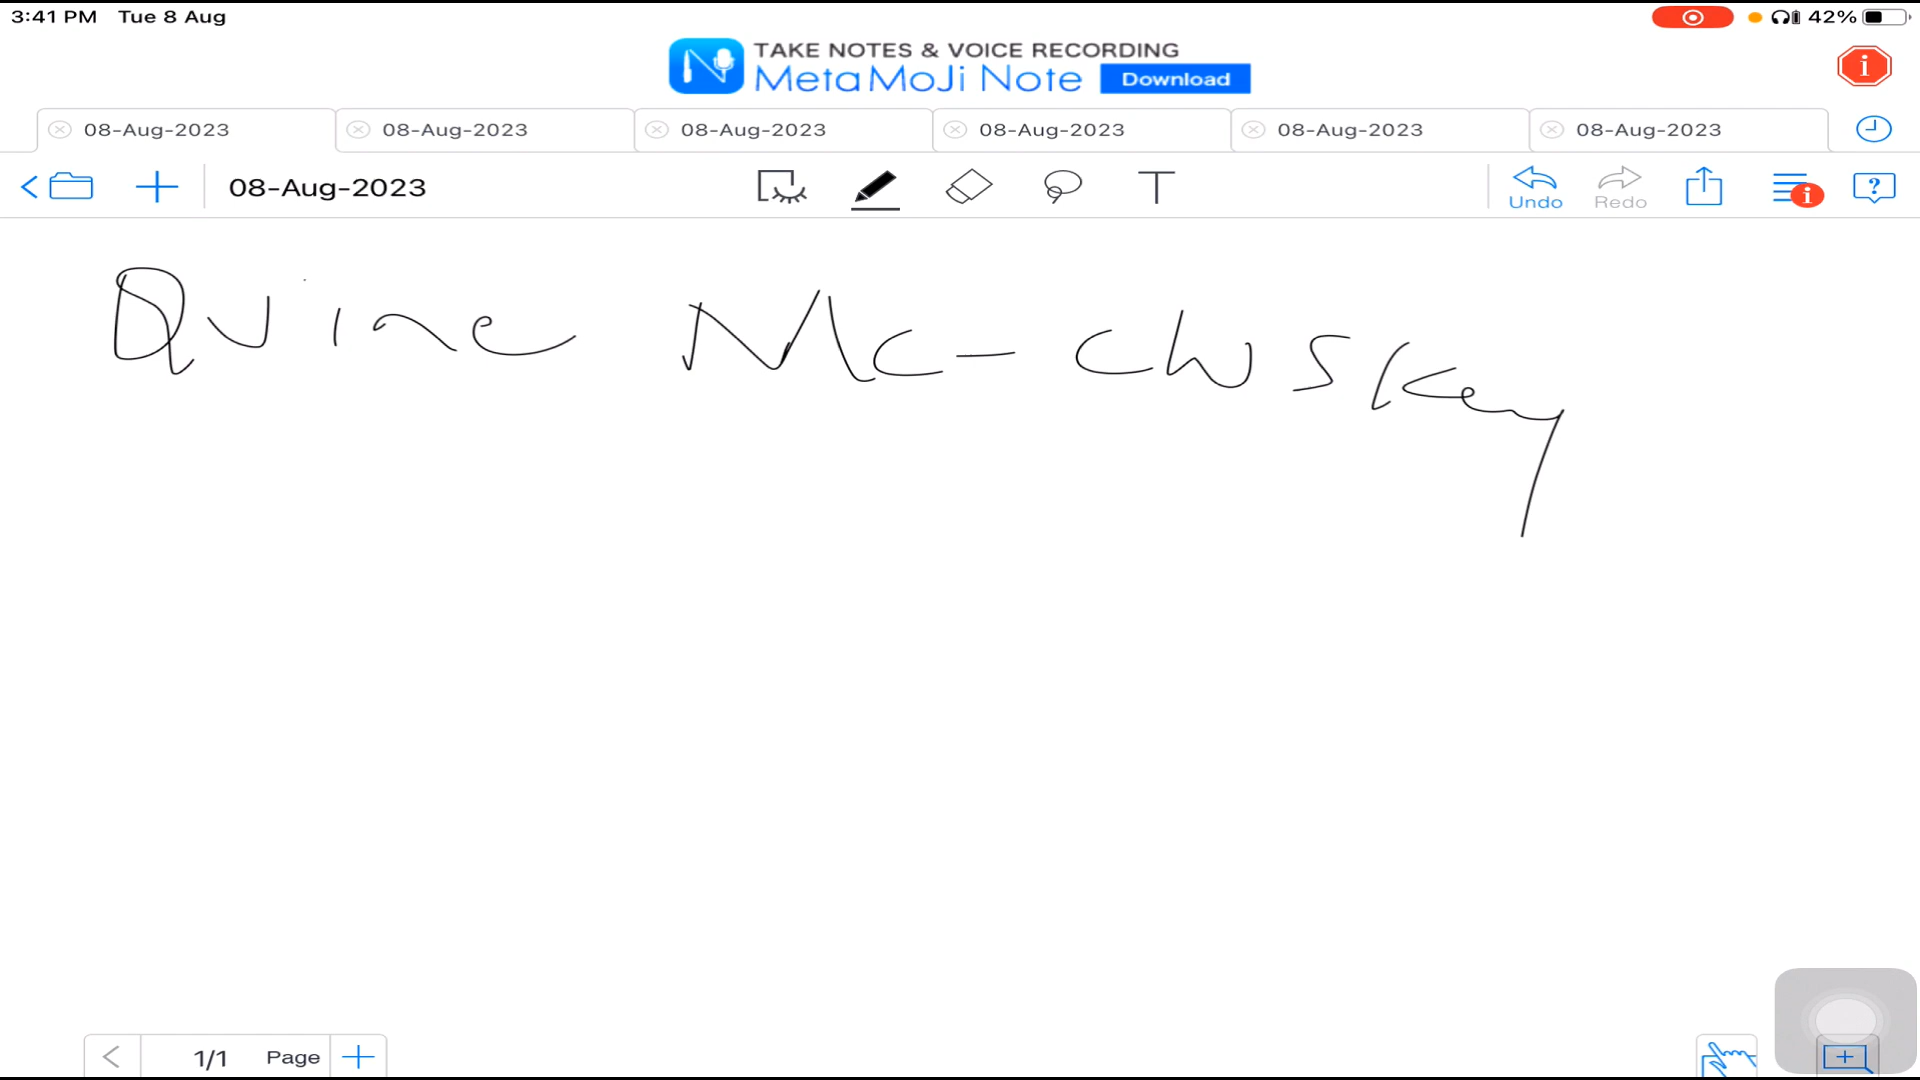 3:41 PM Tue 8 Aug 42%
TAKE NOTES & VOICE RECORDING
MetaMoJi Note Download
08-Aug-2023 08-Aug-2023 08-Aug-2023 08-Aug-2023 08-Aug-2023 08-Aug-2023
08-Aug-2023 T Undo Redo
Quine Mc-cluskey
1/1 Page